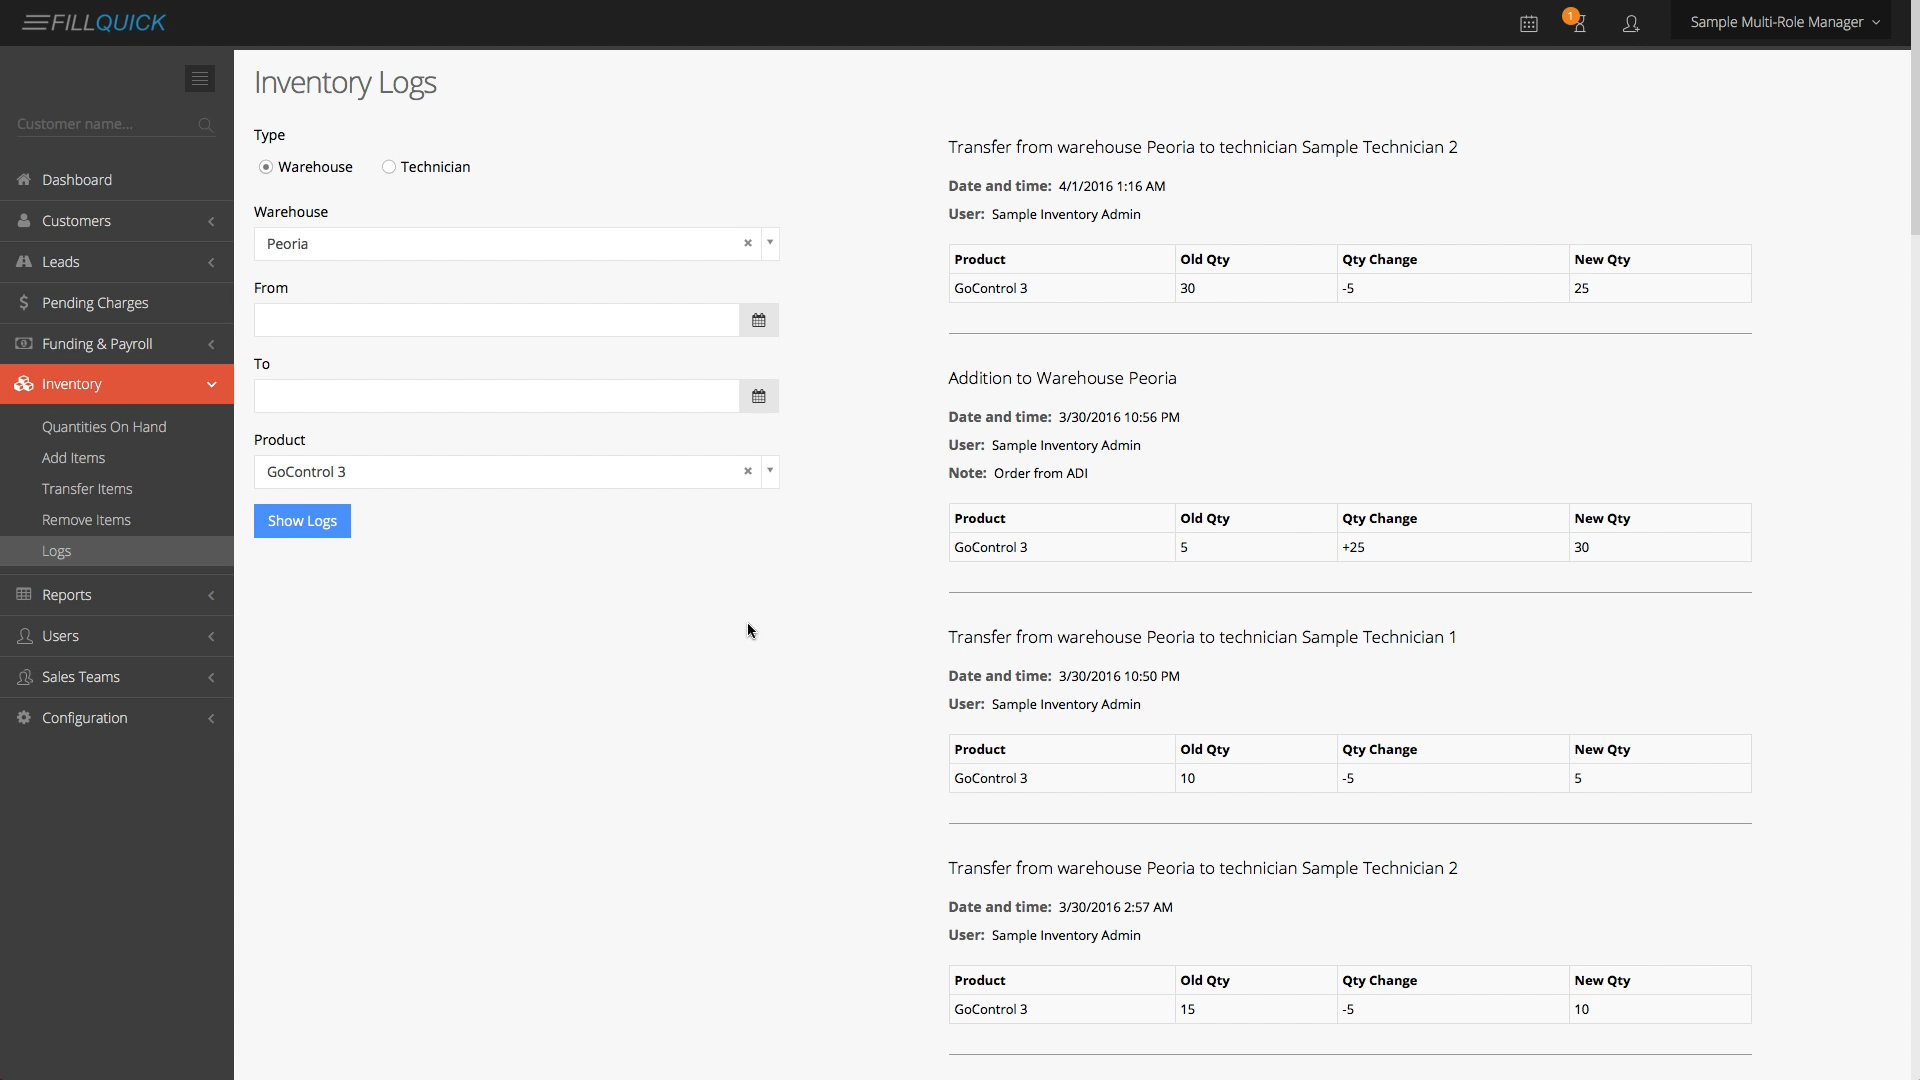 FILLQUICK
1
Sample Multi-Role Manager
Customer name...
Dashboard
Customers
Leads
Pending Charges
Funding & Payroll
Inventory
Quantities On Hand
Add Items
Transfer Items
Remove Items
Logs
Reports
Users
Sales Teams
Configuration
Inventory Logs
Type
Warehouse Technician
Warehouse
Peoria
From
To
Product
GoControl 3
Show Logs
Transfer from warehouse Peoria to technician Sample Technician 2
Date and time: 4/1/2016 1:16 AM
User: Sample Inventory Admin
Product Old Qty Qty Change New Qty
GoControl 3 30 -5 25
Addition to Warehouse Peoria
Date and time: 3/30/2016 10:56 PM
User: Sample Inventory Admin
Note: Order from ADI
Product Old Qty Qty Change New Qty
GoControl 3 5 +25 30
Transfer from warehouse Peoria to technician Sample Technician 1
Date and time: 3/30/2016 10:50 PM
User: Sample Inventory Admin
Product Old Qty Qty Change New Qty
GoControl 3 10 -5 5
Transfer from warehouse Peoria to technician Sample Technician 2
Date and time: 3/30/2016 2:57 AM
User: Sample Inventory Admin
Product Old Qty Qty Change New Qty
GoControl 3 15 -5 10